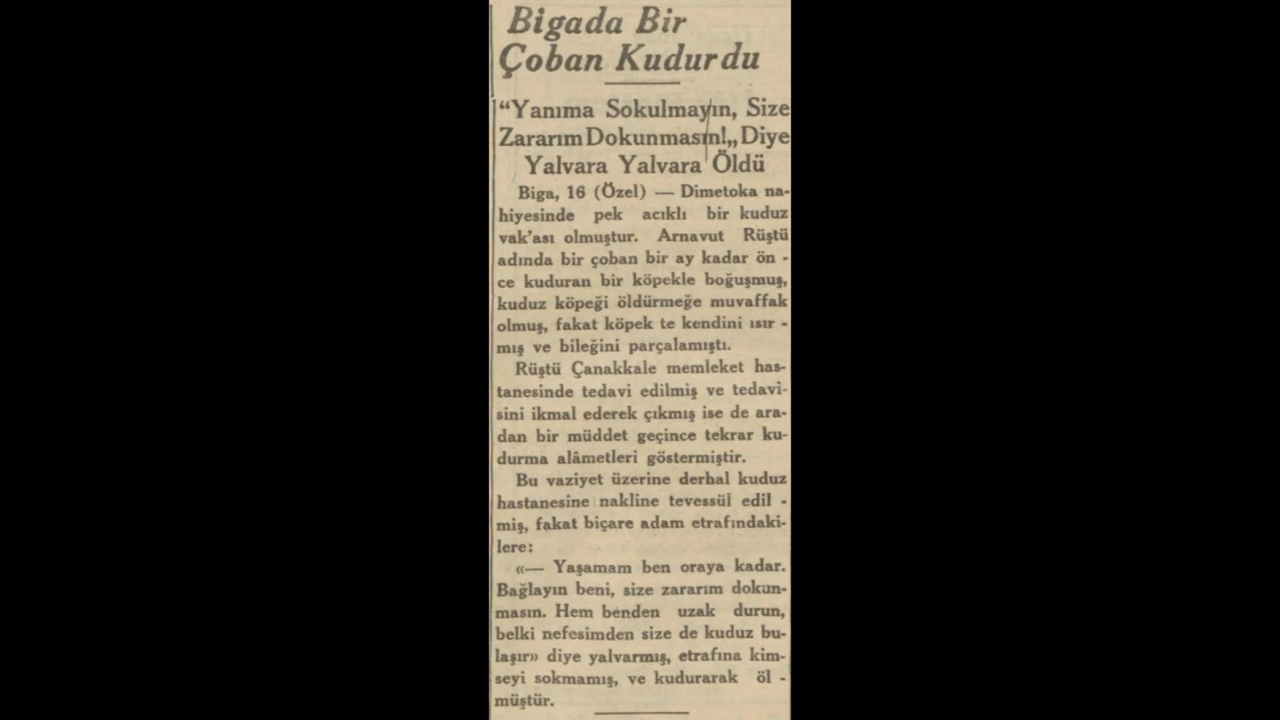 Bigada Bir
Çoban Kudurdu
“Yanıma Sokulmayın, Size
Zararım Dokunmasın!„ Diye
Yalvara Yalvara Öldü
Biga, 16 (Özel) — Dimetoka na-
hiyesinde pek acıklı bir kuduz
vak'ası olmuştur. Arnavut Rüştü
adında bir çoban bir ay kadar ön -
ce kuduran bir köpekle boğuşmuş,
kuduz köpeği öldürmeğe muvaffak
olmuş, fakat köpek te kendini ısır -
mış ve bileğini parçalamıştı.
Rüştü Çanakkale memleket has-
tanesinde tedavi edilmiş ve tedavi-
sini ikmal ederek çıkmış ise de ara-
dan bir müddet geçince tekrar ku-
durma alâmetleri göstermiştir.
Bu vaziyet üzerine derhal kuduz
hastanesine nakline tevessül edil -
miş, fakat biçare adam etrafındaki-
lere:
«— Yaşamam ben oraya kadar.
Bağlayın beni, size zararım dokun-
masın. Hem benden uzak durun,
belki nefesimden size de kuduz bu-
laşır» diye yalvarmış, etrafına kim-
seyi sokmamış, ve kudurarak öl -
müştür.